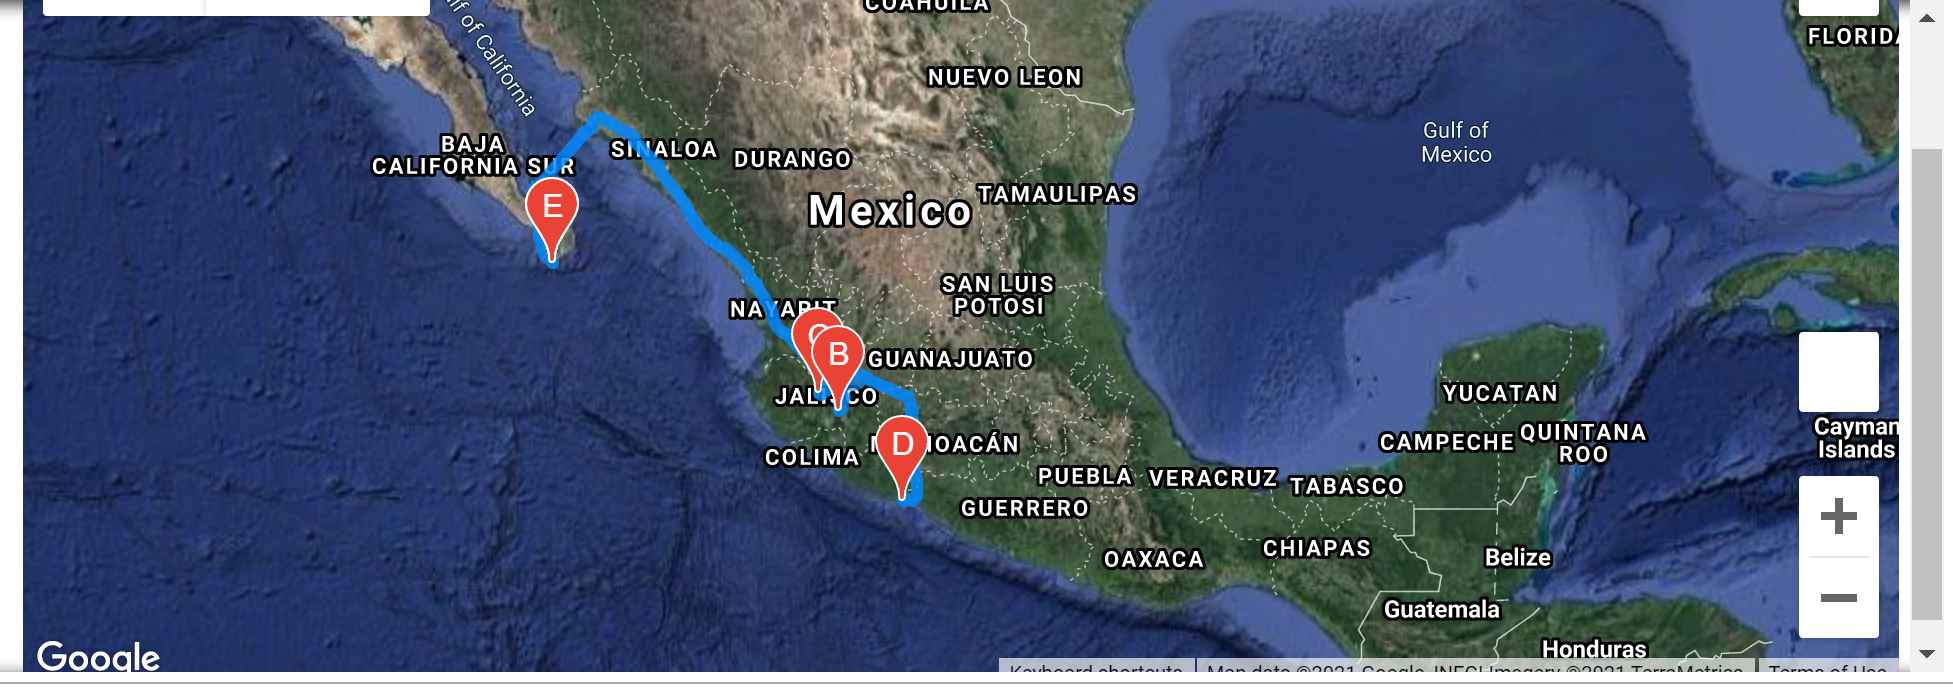 COAHUILA
Gulf of California
FLORIDA
NUEVO LEON
Gulf of
Mexico
BAJA
CALIFORNIA SUR
SINALOA
DURANGO
TAMAULIPAS
Mexico
E
SAN LUIS
POTOSI
NAYARIT
C
B
GUANAJUATO
JALISCO
YUCATAN
D
MICHOACÁN
COLIMA
CAMPECHE
QUINTANA
ROO
Cayman
Islands
PUEBLA
VERACRUZ
TABASCO
GUERRERO
OAXACA
CHIAPAS
Belize
Guatemala
Honduras
Google
Keyboard shortcuts
Map data ©2021 Google, INEGI Imagery ©2021 TerraMetrics
Terms of Use